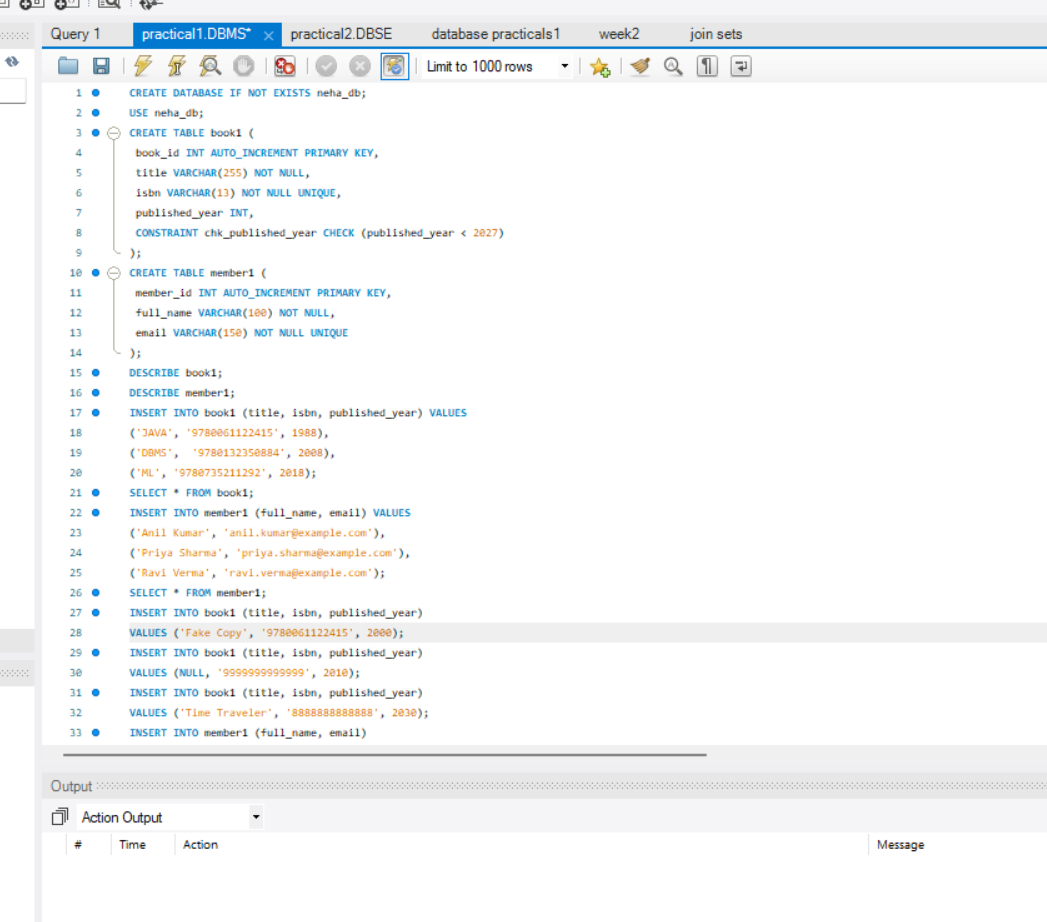 Query 1 practical1.DBMS* practical2.DBSE database practicals1 week2 join sets
Limit to 1000 rows
1 CREATE DATABASE IF NOT EXISTS neha_db;
2 USE neha_db;
3 CREATE TABLE book1 (
4 book_id INT AUTO_INCREMENT PRIMARY KEY,
5 title VARCHAR(255) NOT NULL,
6 isbn VARCHAR(13) NOT NULL UNIQUE,
7 published_year INT,
8 CONSTRAINT chk_published_year CHECK (published_year < 2027)
9 );
10 CREATE TABLE member1 (
11 member_id INT AUTO_INCREMENT PRIMARY KEY,
12 full_name VARCHAR(100) NOT NULL,
13 email VARCHAR(150) NOT NULL UNIQUE
14 );
15 DESCRIBE book1;
16 DESCRIBE member1;
17 INSERT INTO book1 (title, isbn, published_year) VALUES
18 ('JAVA', '9780061122415', 1988),
19 ('DBMS',  '9780132350884', 2008),
20 ('ML', '9780735211292', 2018);
21 SELECT * FROM book1;
22 INSERT INTO member1 (full_name, email) VALUES
23 ('Anil Kumar', 'anil.kumar@example.com'),
24 ('Priya Sharma', 'priya.sharma@example.com'),
25 ('Ravi Verma', 'ravi.verma@example.com');
26 SELECT * FROM member1;
27 INSERT INTO book1 (title, isbn, published_year)
28 VALUES ('Fake Copy', '9780061122415', 2000);
29 INSERT INTO book1 (title, isbn, published_year)
30 VALUES (NULL, '9999999999999', 2010);
31 INSERT INTO book1 (title, isbn, published_year)
32 VALUES ('Time Traveler', '8888888888888', 2030);
33 INSERT INTO member1 (full_name, email)
Output
Action Output
# Time Action Message